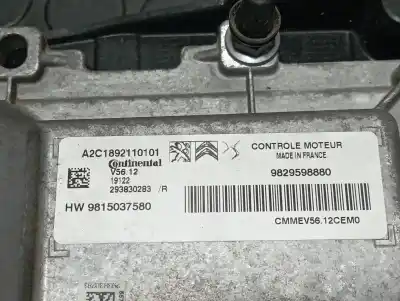 A2C1892110101
Continental
V56.12
19122
293830283 /R
HW 9815037580
CONTROLE MOTEUR
MADE IN FRANCE
9829598880
CMMEV56.12CEM0